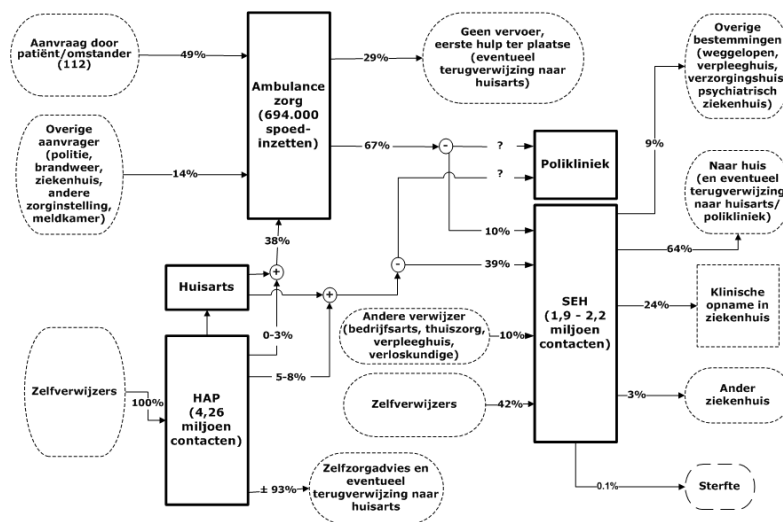 Aanvraag door
patiënt/omstander
(112)
49%
Overige
aanvrager
(politie,
brandweer,
ziekenhuis,
andere
zorginstelling,
meldkamer)
14%
Ambulance
zorg
(694.000
spoed-
inzetten)
29%
Geen vervoer,
eerste hulp ter plaatse
(eventueel
terugverwijzing naar
huisarts)
67%
-
?
?
Polikliniek
10%
39%
-
38%
+
Huisarts
+
0-3%
5-8%
Zelfverwijzers
100%
HAP
(4,26
miljoen
contacten)
± 93%
Zelfzorgadvies en
eventueel
terugverwijzing naar
huisarts
Andere verwijzer
(bedrijfsarts, thuiszorg,
verpleeghuis,
verloskundige)
10%
Zelfverwijzers
42%
SEH
(1,9 - 2,2
miljoen
contacten)
9%
Overige
bestemmingen
(weggelopen,
verpleeghuis,
verzorgingshuis
psychiatrisch
ziekenhuis)
64%
Naar huis
(en eventueel
terugverwijzing
naar huisarts/
polikliniek)
24%
Klinische
opname in
ziekenhuis
3%
Ander
ziekenhuis
0.1%
Sterfte